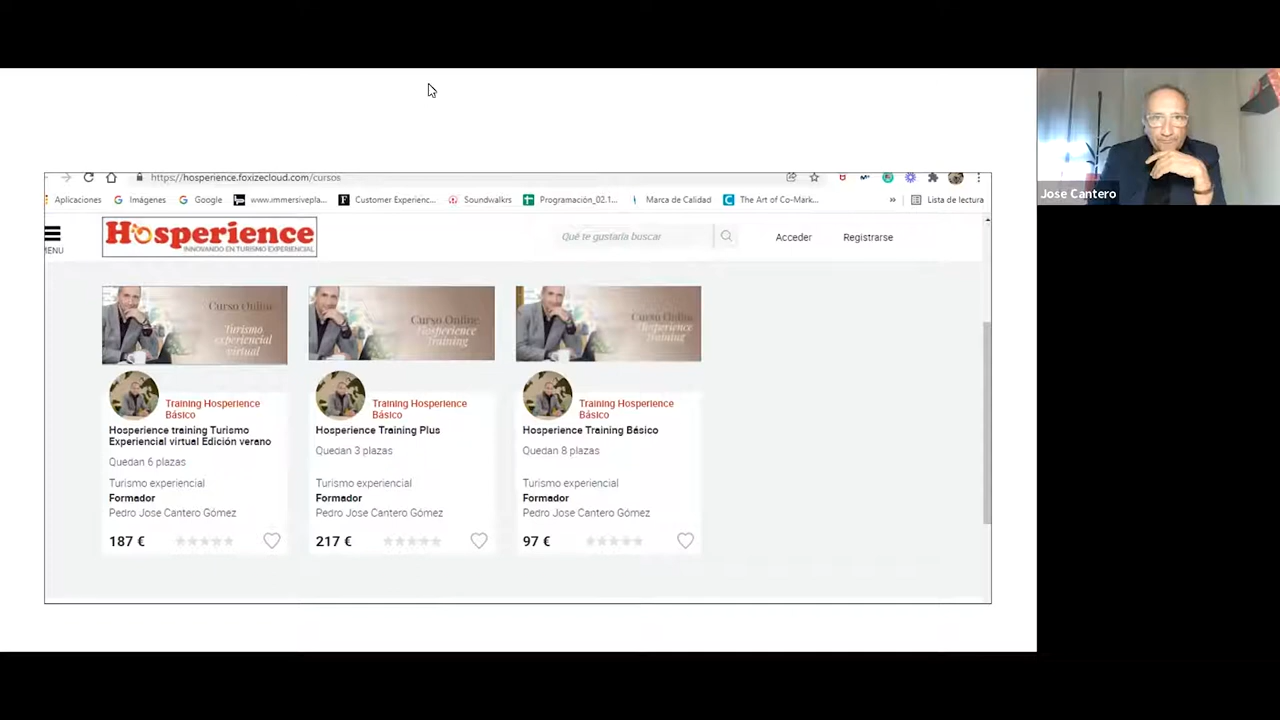 https://hosperience.foxizecloud.com/cursos
Aplicaciones
Imágenes
Google
www.immersivepla...
Customer Experienc...
Soundwalkrs
Programación_02.1...
Marca de Calidad
The Art of Co-Mark...
»
Lista de lectura
MENU
Hosperience
INNOVANDO EN TURISMO EXPERIENCIAL
Qué te gustaría buscar
Acceder
Registrarse
Curso Online
Turismo
experiencial
virtual
Training Hosperience
Básico
Hosperience training Turismo
Experiencial virtual Edición verano
Quedan 6 plazas
Turismo experiencial
Formador
Pedro Jose Cantero Gómez
187 €
Curso Online
Hosperience
Training
Training Hosperience
Básico
Hosperience Training Plus
Quedan 3 plazas
Turismo experiencial
Formador
Pedro Jose Cantero Gómez
217 €
Curso Online
Hosperience
Training
Training Hosperience
Básico
Hosperience Training Básico
Quedan 8 plazas
Turismo experiencial
Formador
Pedro Jose Cantero Gómez
97 €
Jose Cantero